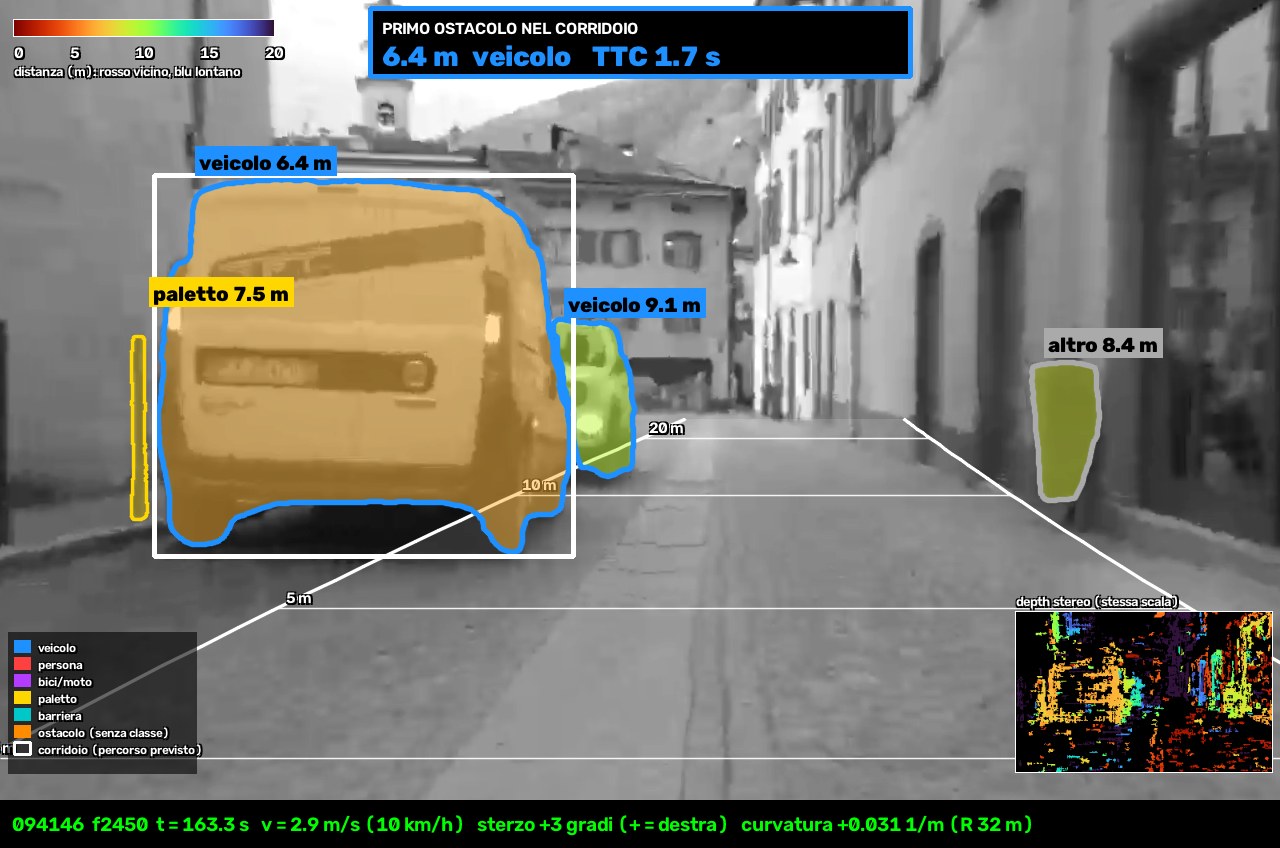 0 5 10 15 20
distanza (m): rosso vicino, blu lontano
PRIMO OSTACOLO NEL CORRIDOIO
6.4 m veicolo TTC 1.7 s
veicolo 6.4 m
paletto 7.5 m
veicolo 9.1 m
altro 8.4 m
20 m
10 m
5 m
depth stereo (stessa scala)
veicolo
persona
bici/moto
paletto
barriera
ostacolo (senza classe)
corridoio (percorso previsto)
094146 f2450 t = 163.3 s v = 2.9 m/s (10 km/h) sterzo +3 gradi (+ = destra) curvatura +0.031 1/m (R 32 m)